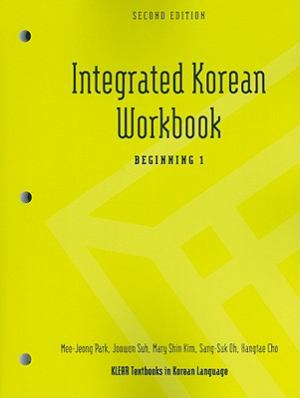 SECOND EDITION
Integrated Korean
Workbook
BEGINNING 1
Mee-Jeong Park, Joowon Suh, Mary Shin Kim, Sang-Suk Oh, Hangtae Cho
KLEAR Textbooks in Korean Language